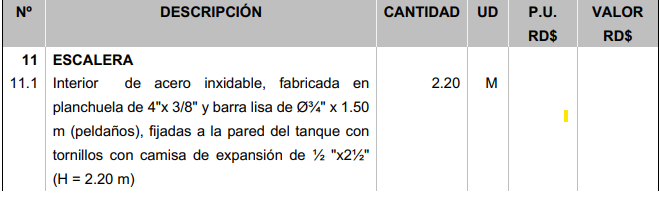 Nº DESCRIPCIÓN CANTIDAD UD P.U. RD$ VALOR RD$
11 ESCALERA
11.1 Interior de acero inxidable, fabricada en 2.20 M
planchuela de 4"x 3/8" y barra lisa de Ø¾" x 1.50
m (peldaños), fijadas a la pared del tanque con
tornillos con camisa de expansión de ½ "x2½"
(H = 2.20 m)